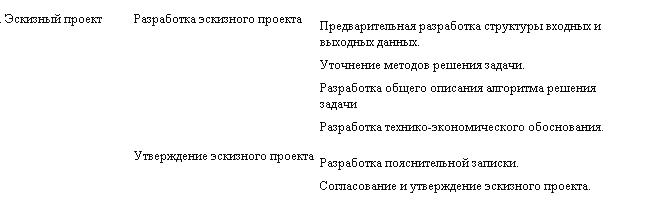 . Эскизный проект
Разработка эскизного проекта
Предварительная разработка структуры входных и
выходных данных.
Уточнение методов решения задачи.
Разработка общего описания алгоритма решения
задачи
Разработка технико-экономического обоснования.
Утверждение эскизного проекта
Разработка пояснительной записки.
Согласование и утверждение эскизного проекта.